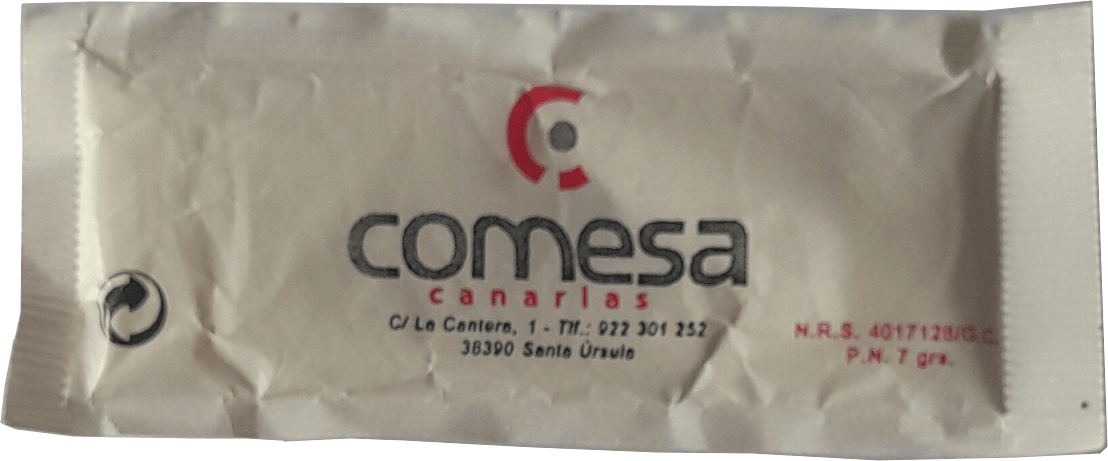 comesa
canarias
C/ La Cantera, 1 - Tlf.: 922 301 252
38390 Santa Úrsula
N.R.S. 4017128/G.C.
P.N. 7 grs.